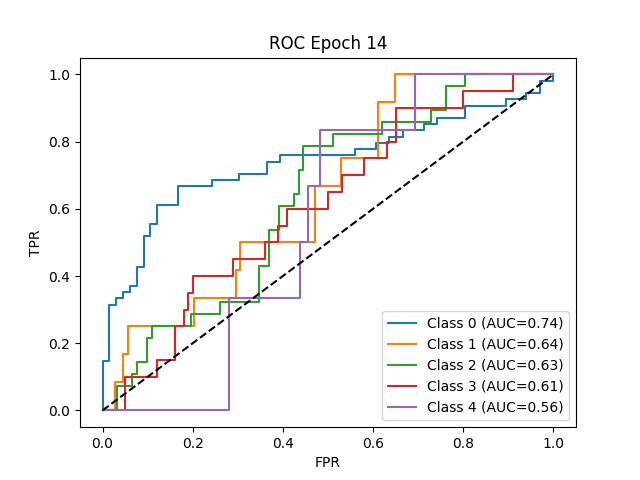 ROC Epoch 14
TPR
1.0
0.8
0.6
0.4
0.2
0.0
Class 0 (AUC=0.74)
Class 1 (AUC=0.64)
Class 2 (AUC=0.63)
Class 3 (AUC=0.61)
Class 4 (AUC=0.56)
0.0 0.2 0.4 0.6 0.8 1.0
FPR